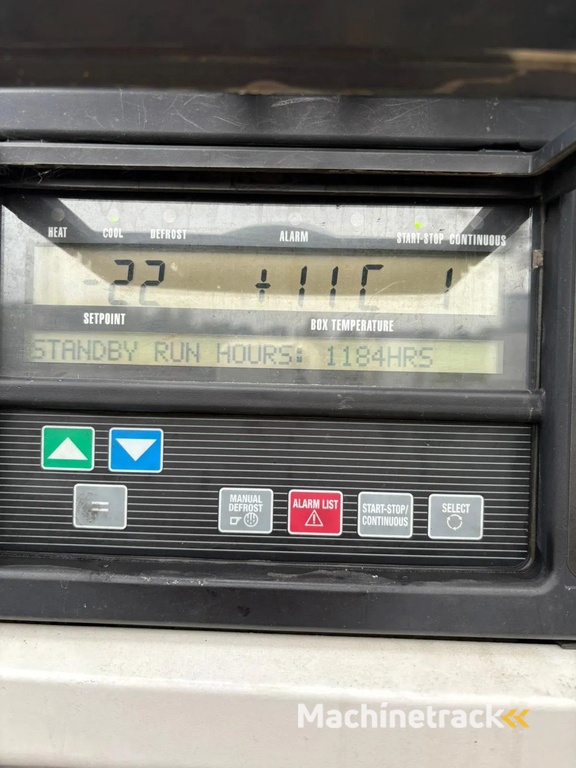 HEAT COOL DEFROST ALARM START-STOP CONTINUOUS
-22 +11C 1
SETPOINT BOX TEMPERATURE
STANDBY RUN HOURS: 1184HRS
=
MANUAL DEFROST
ALARM LIST
START-STOP/
CONTINUOUS
SELECT
Machinetrack